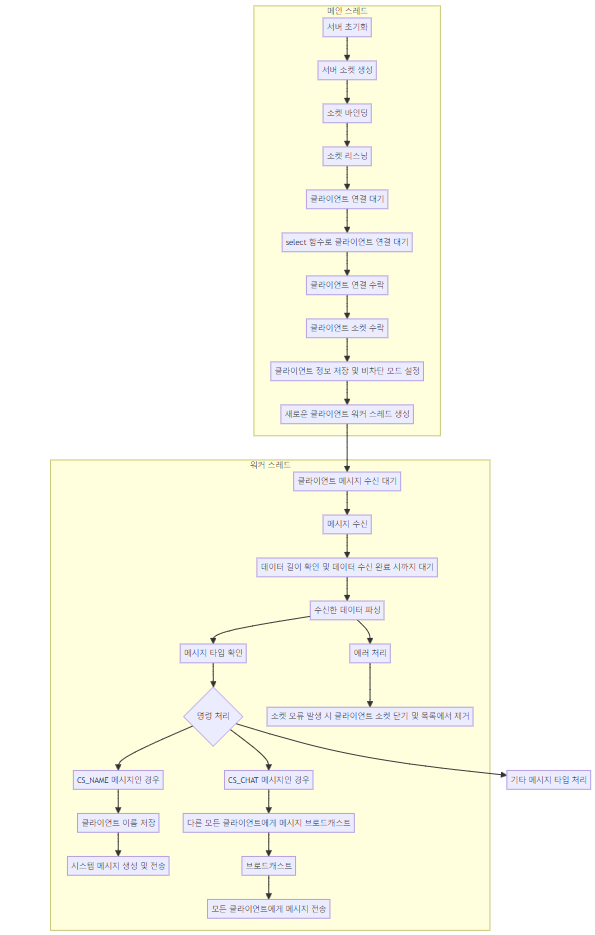 메인 스레드
서버 초기화
서버 소켓 생성
소켓 바인딩
소켓 리스닝
클라이언트 연결 대기
select 함수로 클라이언트 연결 대기
클라이언트 연결 수락
클라이언트 소켓 수락
클라이언트 정보 저장 및 비차단 모드 설정
새로운 클라이언트 워커 스레드 생성
워커 스레드
클라이언트 메시지 수신 대기
메시지 수신
데이터 길이 확인 및 데이터 수신 완료 시까지 대기
수신한 데이터 파싱
메시지 타입 확인
에러 처리
명령 처리
소켓 오류 발생 시 클라이언트 소켓 닫기 및 목록에서 제거
CS_NAME 메시지인 경우
CS_CHAT 메시지인 경우
기타 메시지 타입 처리
클라이언트 이름 저장
다른 모든 클라이언트에게 메시지 브로드캐스트
시스템 메시지 생성 및 전송
브로드캐스트
모든 클라이언트에게 메시지 전송